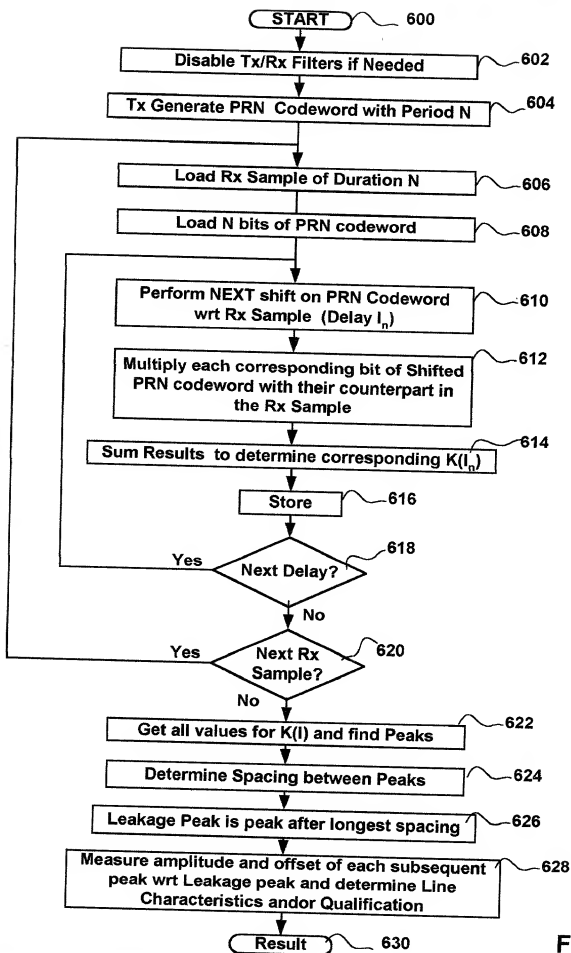 START
600
Disable Tx/Rx Filters if Needed
602
Tx Generate PRN Codeword with Period N
604
Load Rx Sample of Duration N
606
Load N bits of PRN codeword
608
Perform NEXT shift on PRN Codeword
wrt Rx Sample (Delay In)
610
Multiply each corresponding bit of Shifted
PRN codeword with their counterpart in
the Rx Sample
612
Sum Results to determine corresponding K(In)
614
Store
616
Yes
Next Delay?
618
No
Yes
Next Rx
Sample?
620
No
Get all values for K(I) and find Peaks
622
Determine Spacing between Peaks
624
Leakage Peak is peak after longest spacing
626
Measure amplitude and offset of each subsequent
peak wrt Leakage peak and determine Line
Characteristics andor Qualification
628
Result
630
F